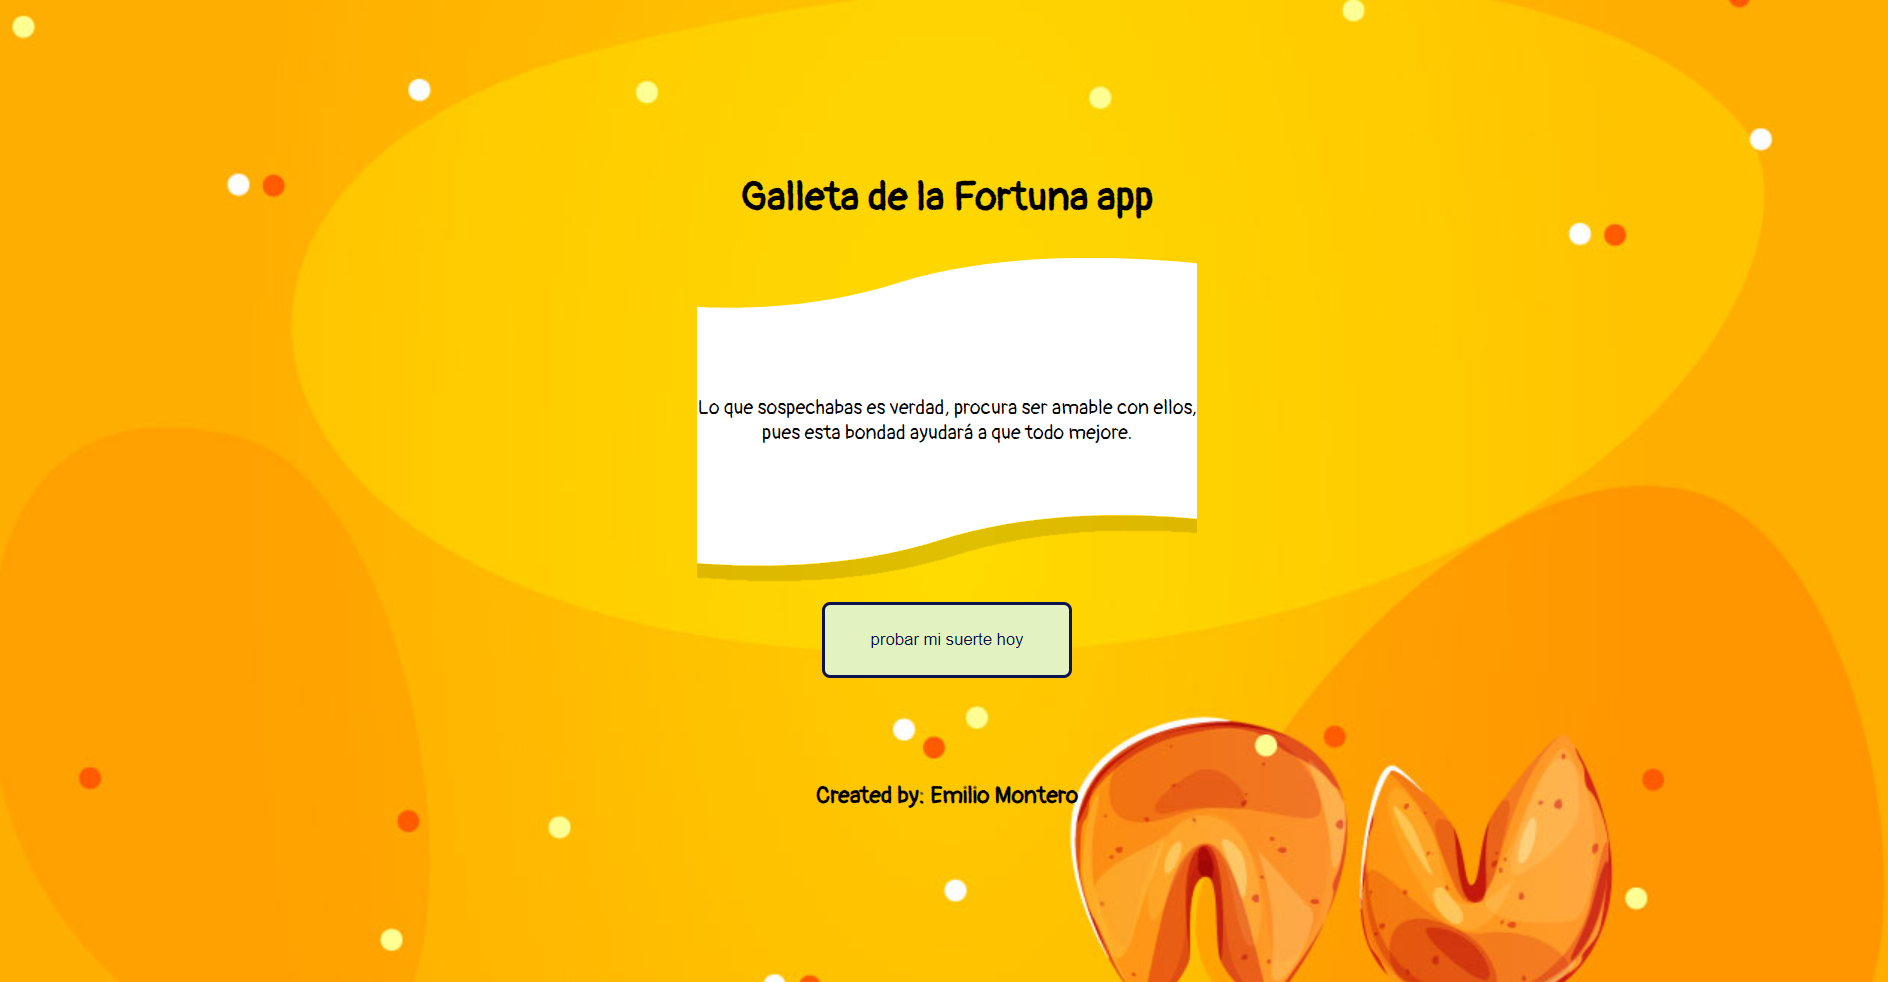 Galleta de la Fortuna app
Lo que sospechabas es verdad, procura ser amable con ellos,
pues esta bondad ayudará a que todo mejore.
probar mi suerte hoy
Created by: Emilio Montero